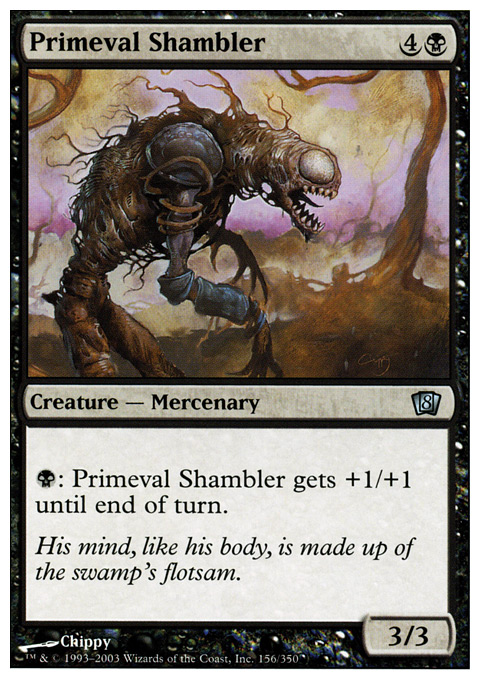 Primeval Shambler 4
Creature — Mercenary 8
: Primeval Shambler gets +1/+1
until end of turn.
His mind, like his body, is made up of
the swamp's flotsam.
3/3
Chippy
™ & © 1993–2003 Wizards of the Coast, Inc. 156/350